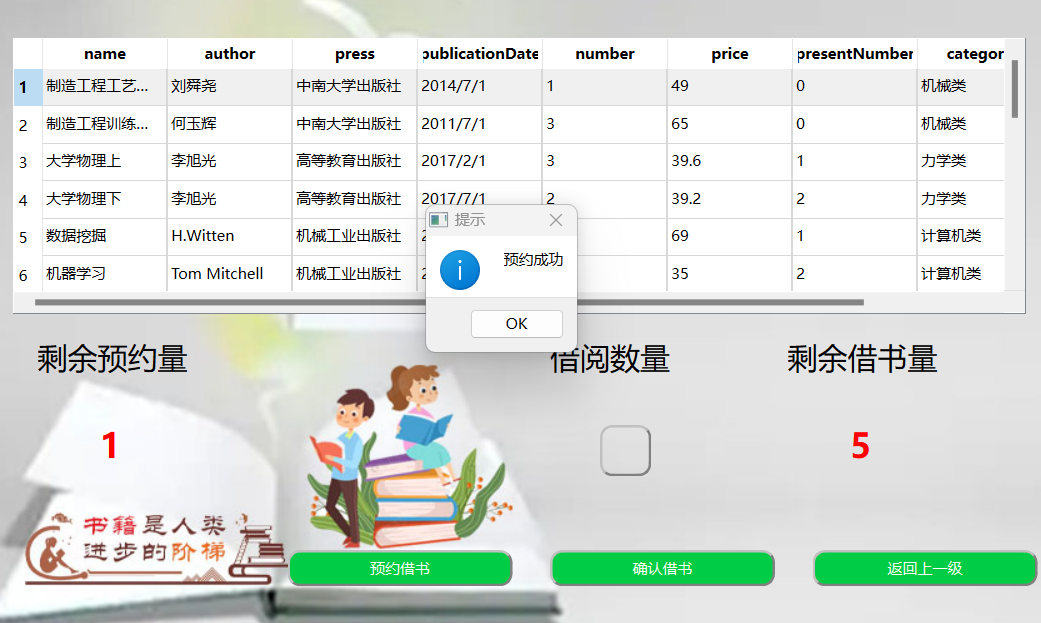 name author press publicationDate number price presentNumber categor
1 制造工程工艺... 刘舜尧 中南大学出版社 2014/7/1 1 49 0 机械类
2 制造工程训练... 何玉辉 中南大学出版社 2011/7/1 3 65 0 机械类
3 大学物理上 李旭光 高等教育出版社 2017/2/1 3 39.6 1 力学类
4 大学物理下 李旭光 高等教育出版社 2017/7/1 2 39.2 2 力学类
5 数据挖掘 H.Witten 机械工业出版社 2 69 1 计算机类
6 机器学习 Tom Mitchell 机械工业出版社 2 35 2 计算机类
提示
预约成功
OK
剩余预约量 借阅数量 剩余借书量
1 5
书籍是人类
进步的阶梯
预约借书 确认借书 返回上一级